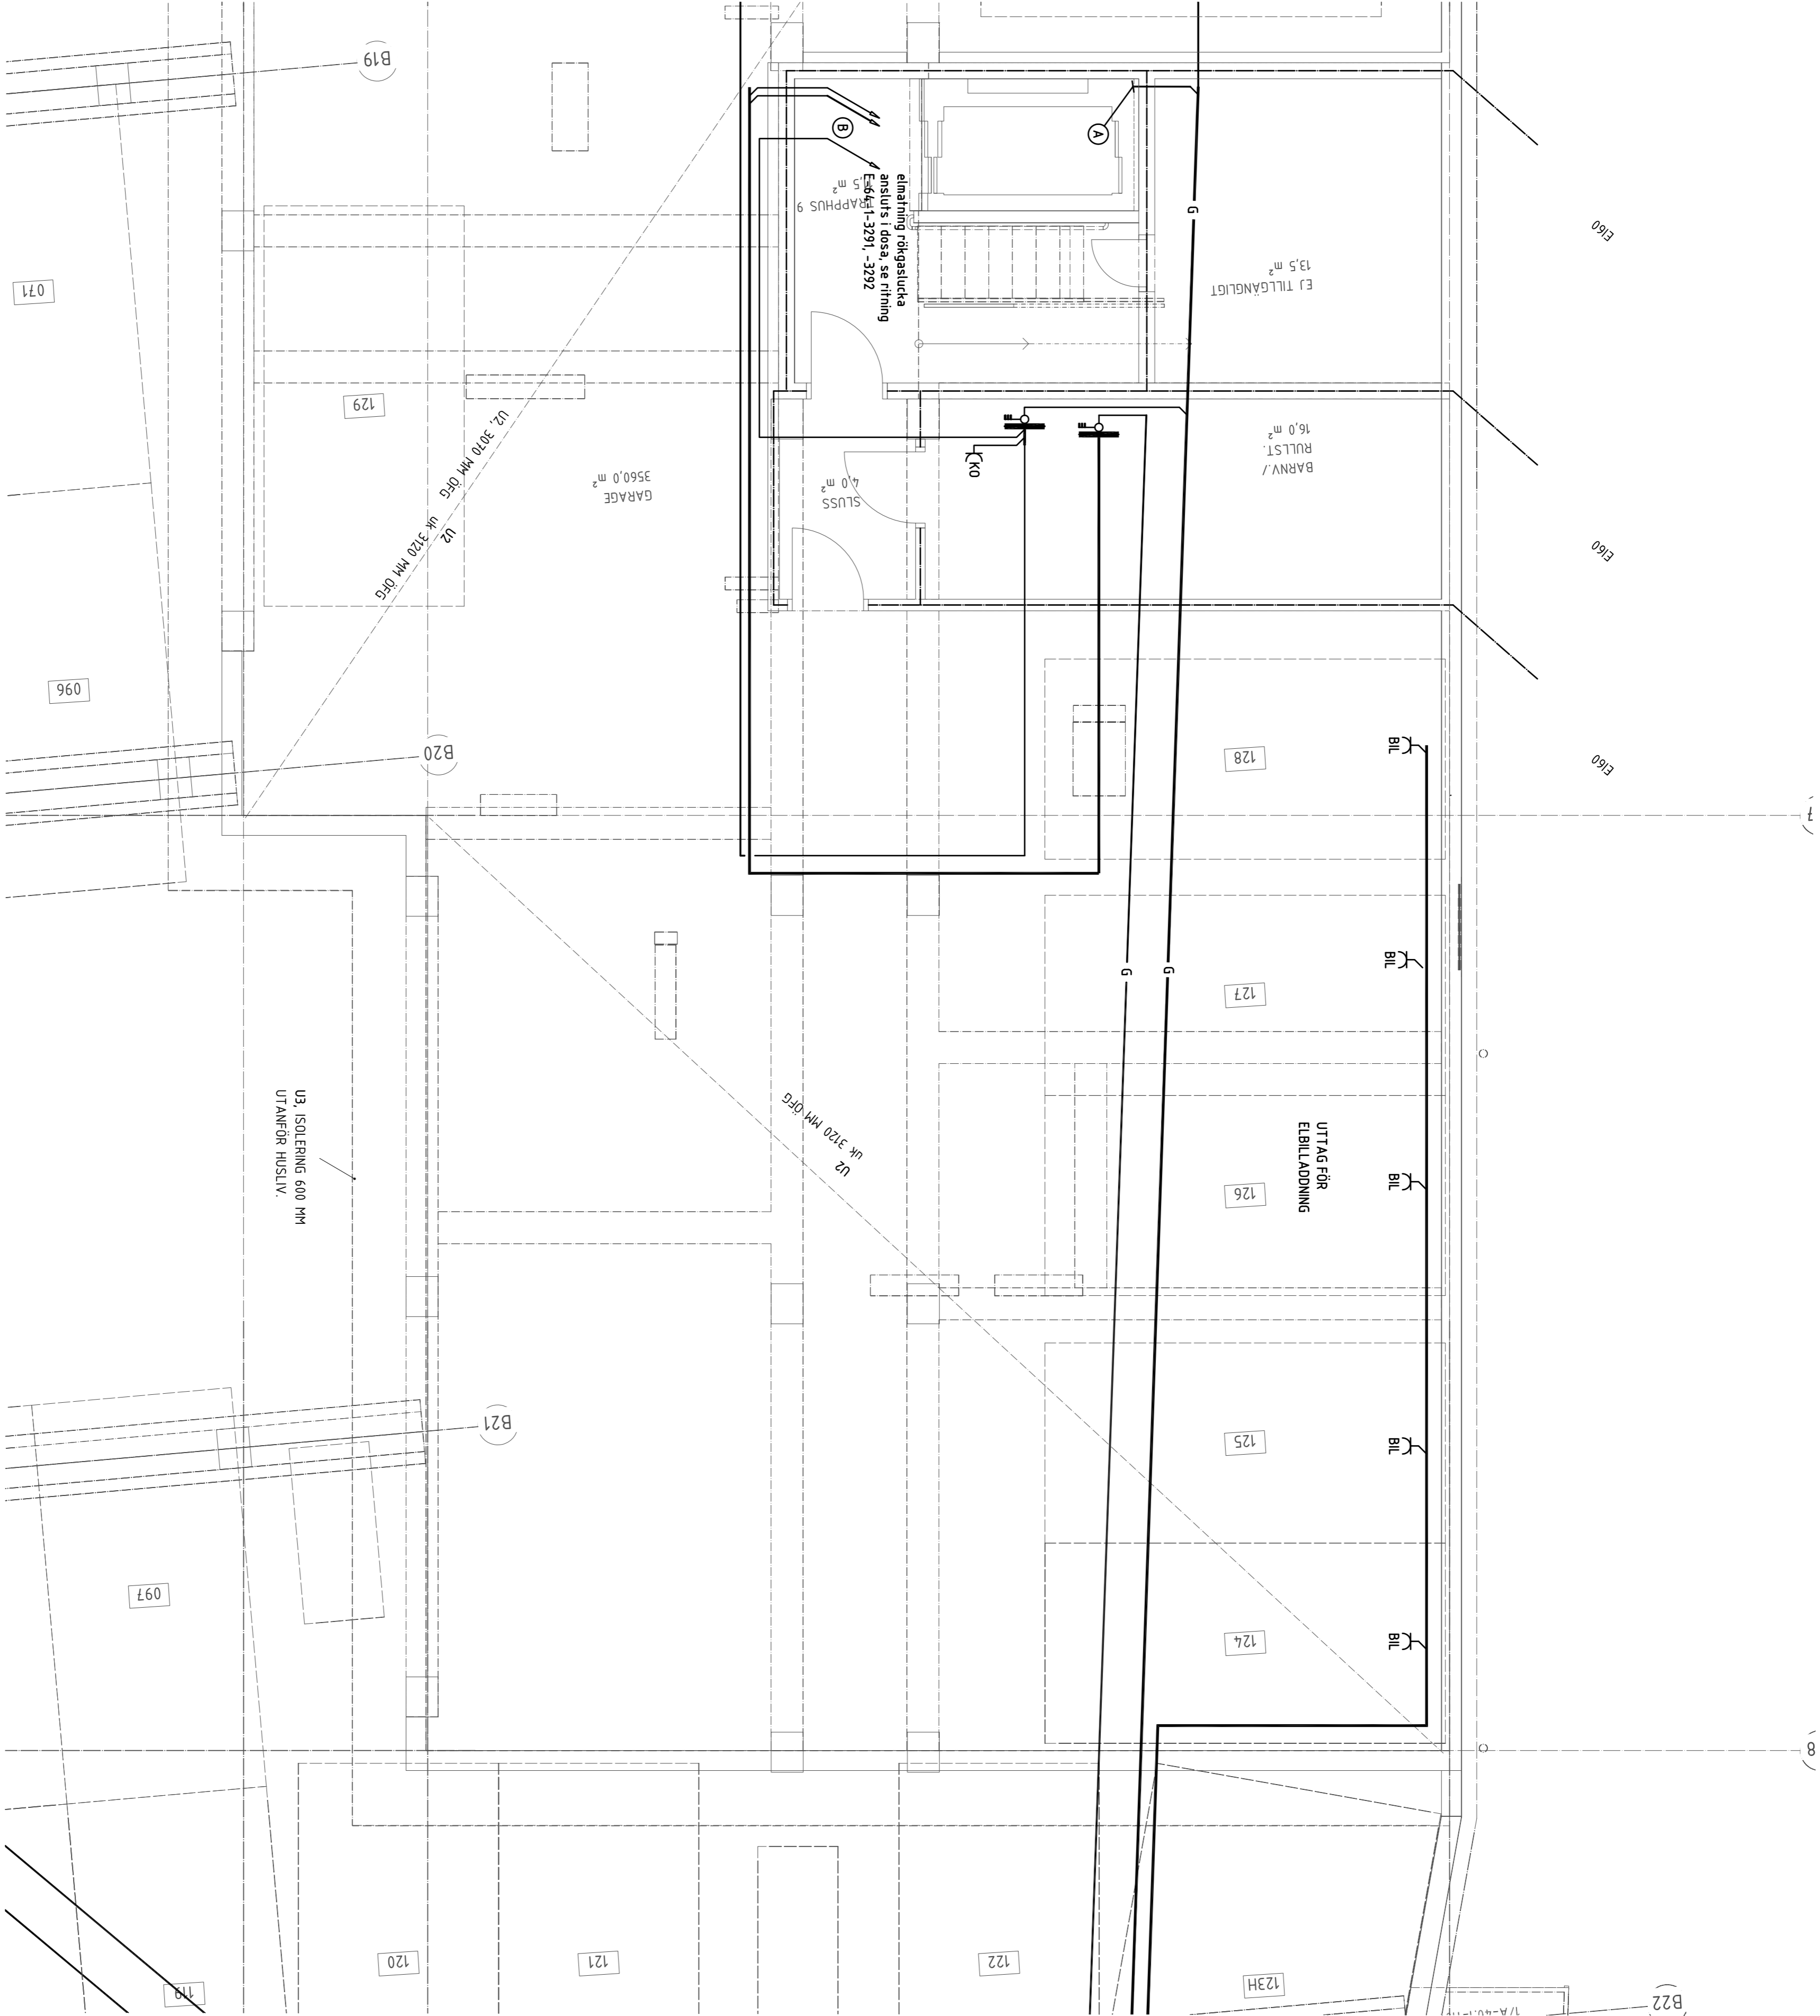 B19
071
129
096
B20
U2, 3070 MM ÖFG
U2
uk 3120 MM ÖFG
GARAGE
3560,0 m²
B
A
TRAPPHUS 9
11,5 m²
elmatning rökgaslucka
ansluts i dosa, se ritning
E-64.1-3291, -3292
G
EJ TILLGÄNGLIGT
13,5 m²
EI60
BARNV./
RULLST.
16,0 m²
KO
SLUSS
4,0 m²
EI60
EI60
128
BIL
7
BIL
127
G
G
U3, ISOLERING 600 MM
UTANFÖR HUSLIV.
U2
uk 3120 MM ÖFG
UTTAG FÖR
ELBILLADDNING
126
BIL
B21
125
BIL
097
124
BIL
8
119
120
121
122
123H
B22